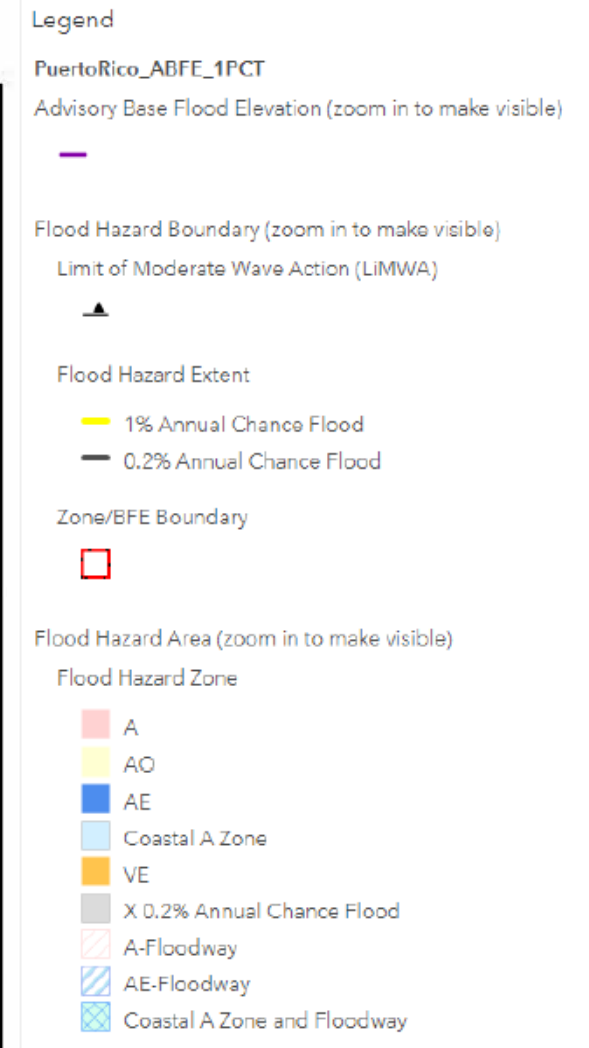 Legend
PuertoRico_ABFE_1PCT
Advisory Base Flood Elevation (zoom in to make visible)
Flood Hazard Boundary (zoom in to make visible)
Limit of Moderate Wave Action (LiMWA)
Flood Hazard Extent
1% Annual Chance Flood
0.2% Annual Chance Flood
Zone/BFE Boundary
Flood Hazard Area (zoom in to make visible)
Flood Hazard Zone
A
AO
AE
Coastal A Zone
VE
X 0.2% Annual Chance Flood
A-Floodway
AE-Floodway
Coastal A Zone and Floodway